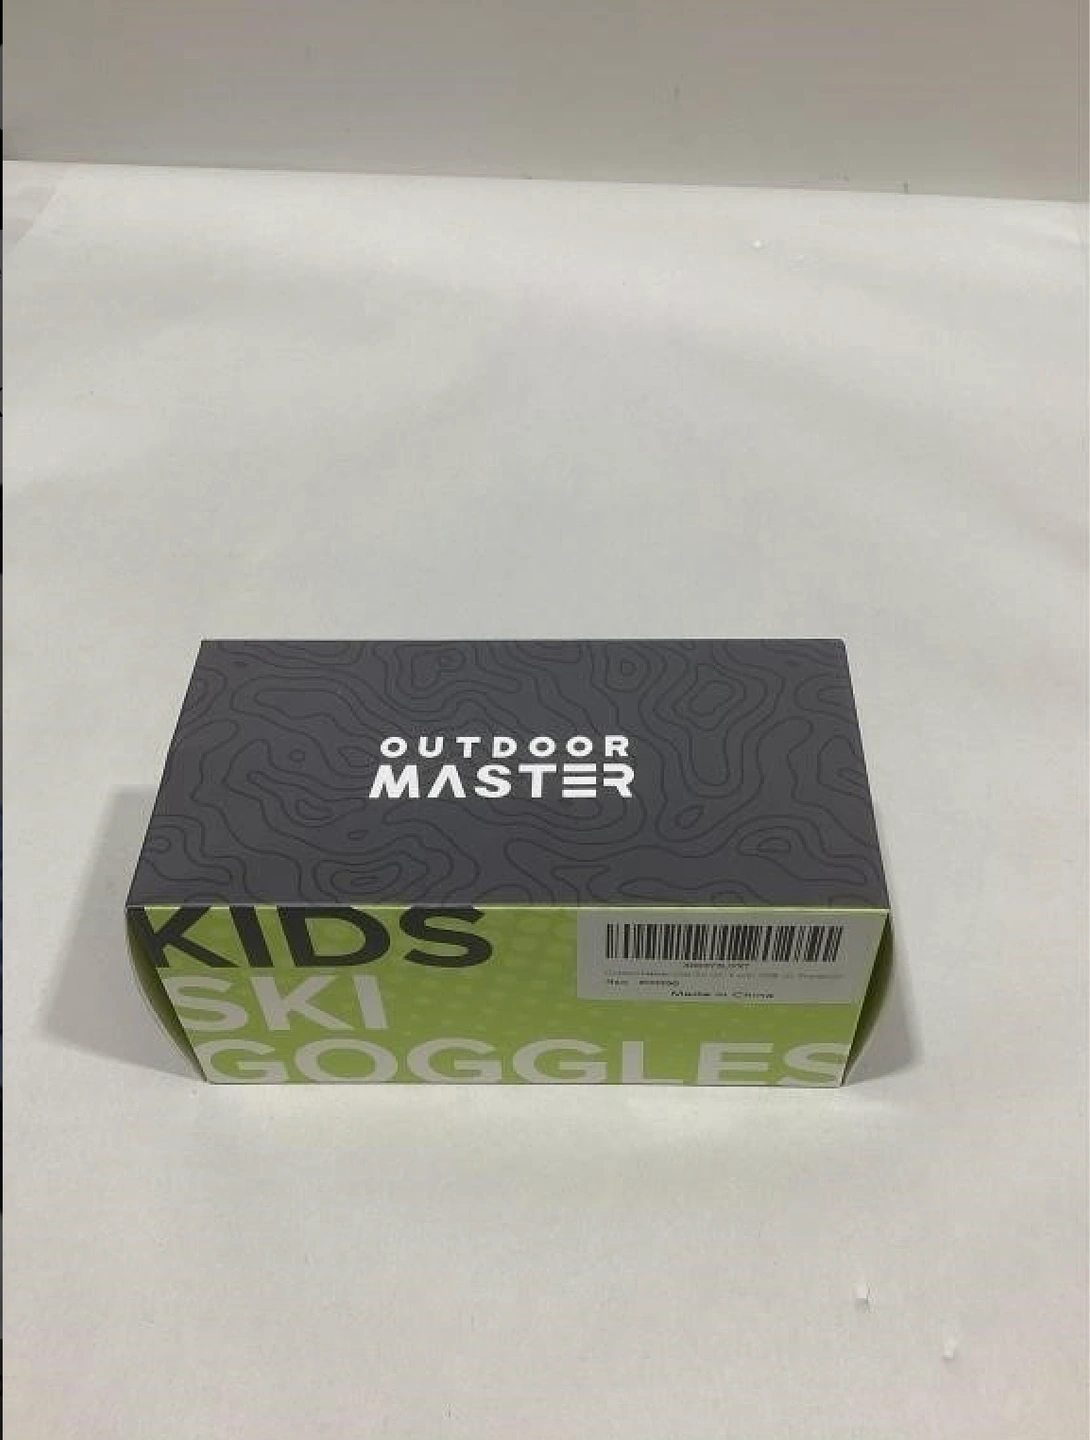 OUTDOOR
MASTER
KIDS
SKI
GOGGLES
Made in China